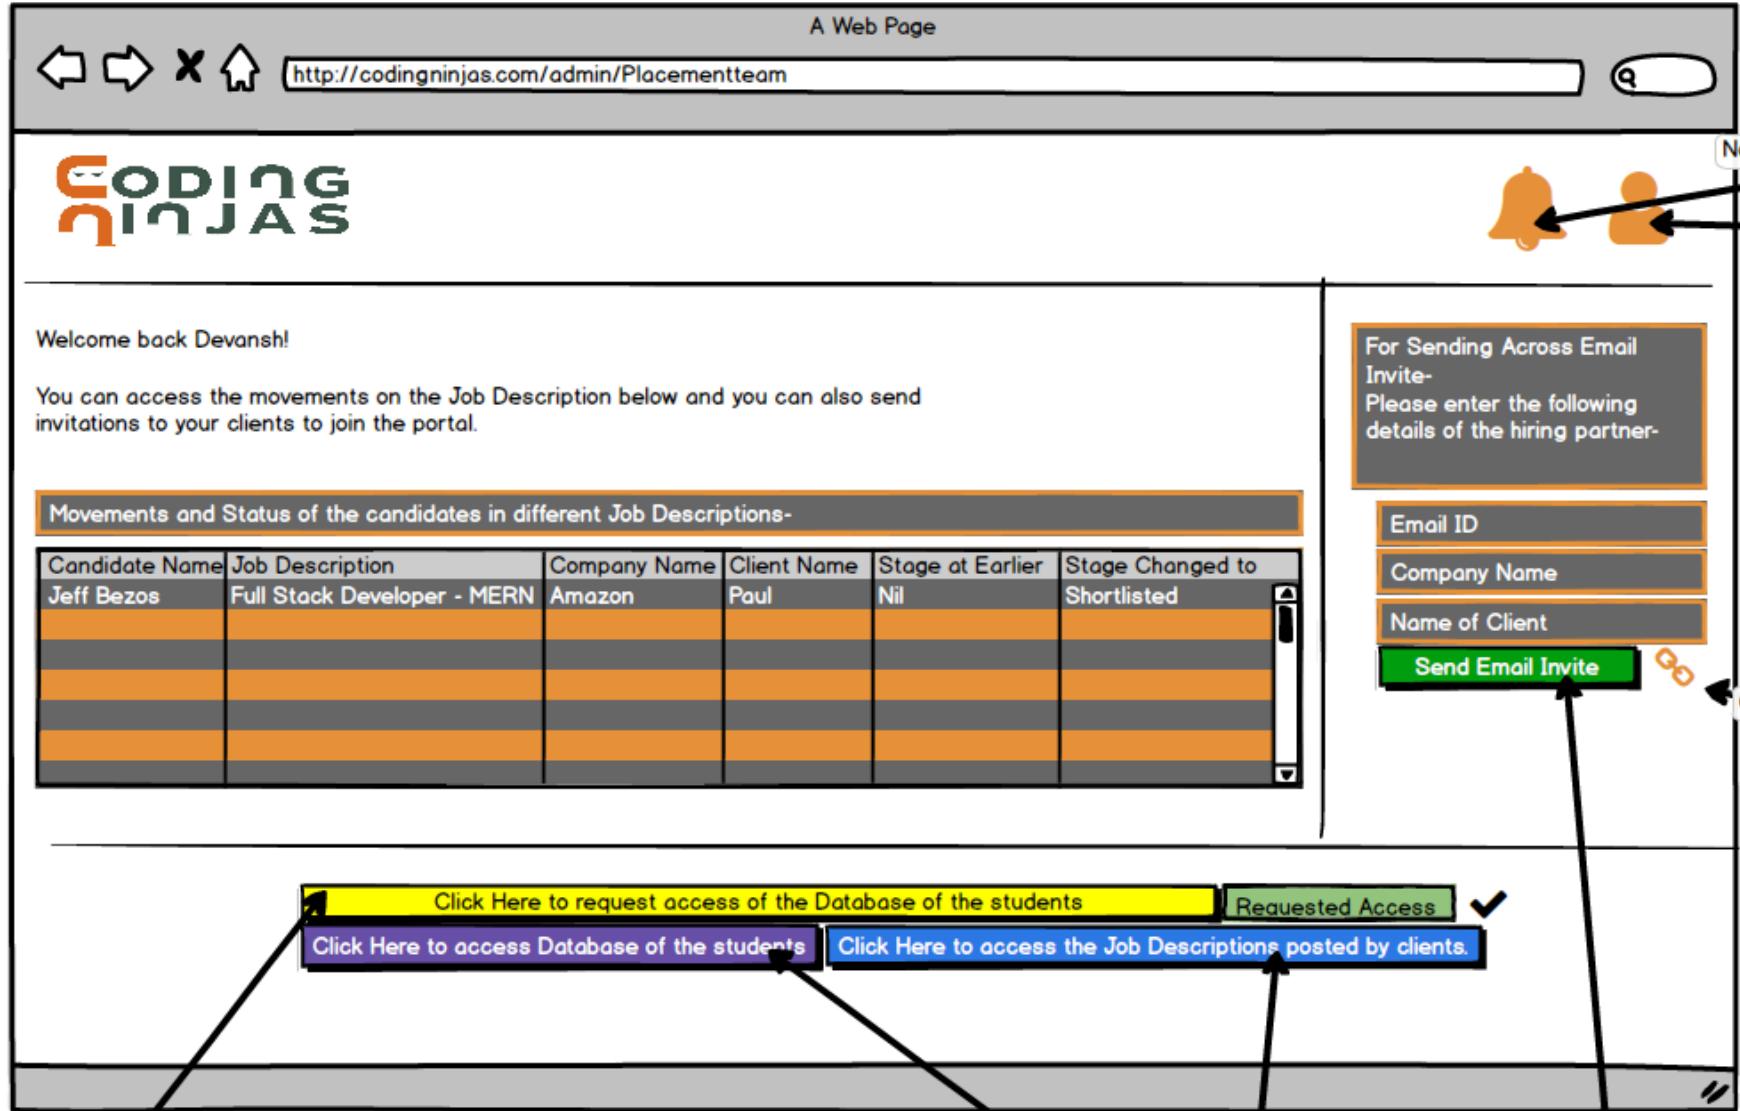 A Web Page
http://codingninjas.com/admin/Placementteam
CODING
NINJAS
Welcome back Devansh!
You can access the movements on the Job Description below and you can also send
invitations to your clients to join the portal.
Movements and Status of the candidates in different Job Descriptions-
Candidate Name Job Description Company Name Client Name Stage at Earlier Stage Changed to
Jeff Bezos Full Stack Developer - MERN Amazon Paul Nil Shortlisted
For Sending Across Email
Invite-
Please enter the following
details of the hiring partner-
Email ID
Company Name
Name of Client
Send Email Invite
Click Here to request access of the Database of the students
Requested Access
Click Here to access Database of the students
Click Here to access the Job Descriptions posted by clients.